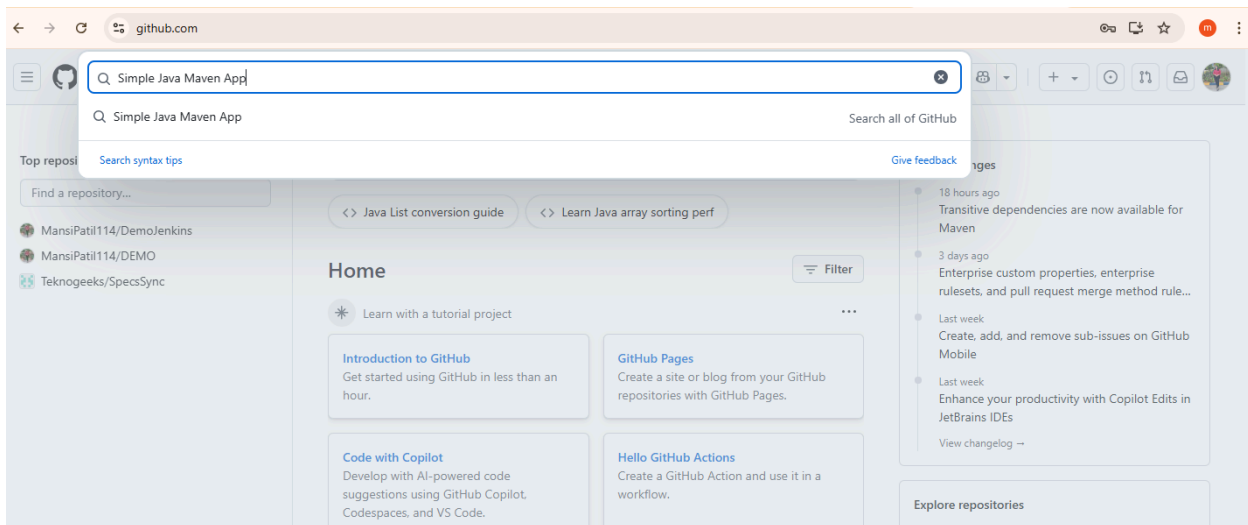 github.com
m
Simple Java Maven App
Simple Java Maven App
Search all of GitHub
Search syntax tips
Give feedback
Top reposi
Find a repository...
MansiPatil114/DemoJenkins
MansiPatil114/DEMO
Teknogeeks/SpecsSync
Java List conversion guide
Learn Java array sorting perf
Home
Filter
Learn with a tutorial project
Introduction to GitHub
Get started using GitHub in less than an
hour.
GitHub Pages
Create a site or blog from your GitHub
repositories with GitHub Pages.
Code with Copilot
Develop with AI-powered code
suggestions using GitHub Copilot,
Codespaces, and VS Code.
Hello GitHub Actions
Create a GitHub Action and use it in a
workflow.
nges
18 hours ago
Transitive dependencies are now available for
Maven
3 days ago
Enterprise custom properties, enterprise
rulesets, and pull request merge method rule...
Last week
Create, add, and remove sub-issues on GitHub
Mobile
Last week
Enhance your productivity with Copilot Edits in
JetBrains IDEs
View changelog →
Explore repositories